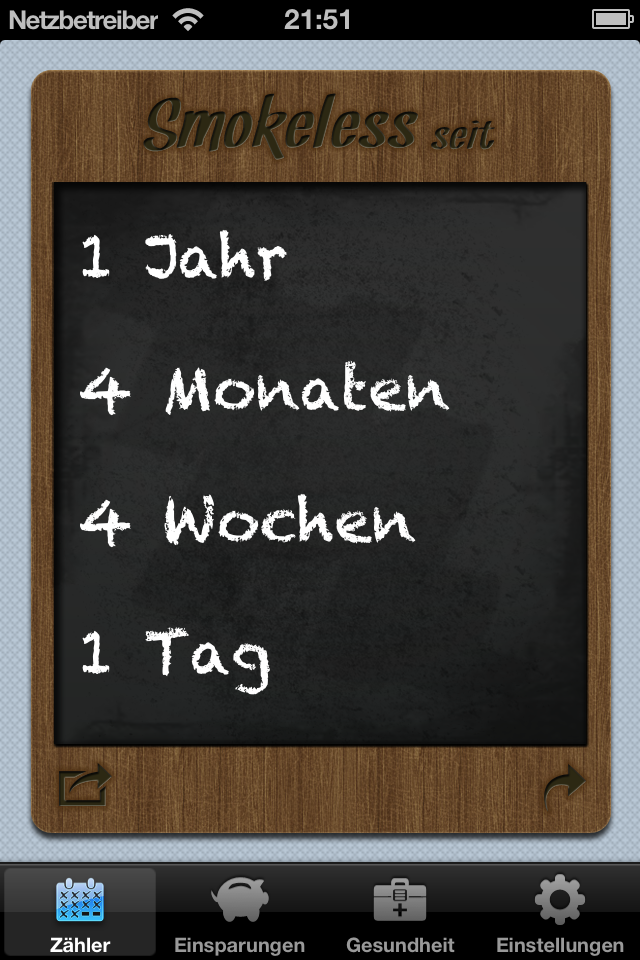 Netzbetreiber 21:51
Smokeless seit
1 Jahr
4 Monaten
4 Wochen
1 Tag
Zähler Einsparungen Gesundheit Einstellungen